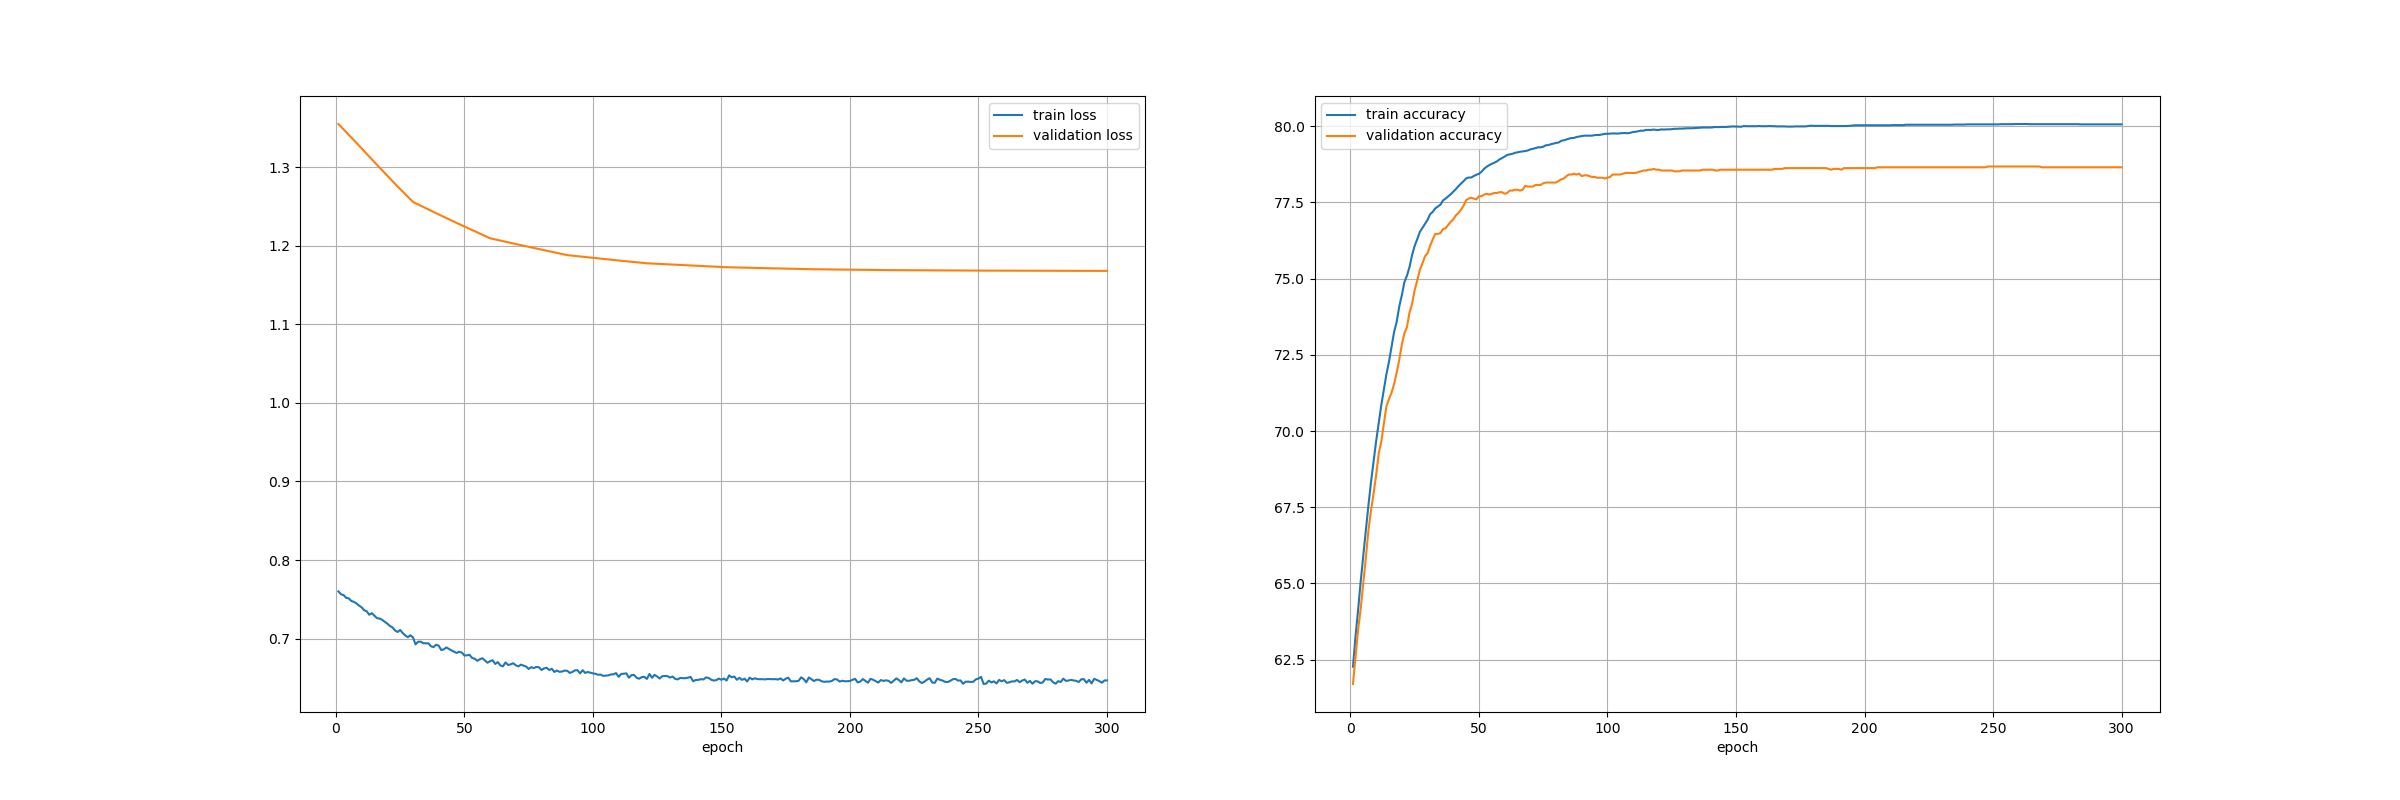 train loss
validation loss
1.3
1.2
1.1
1.0
0.9
0.8
0.7
0 50 100 150 200 250 300
epoch
train accuracy
validation accuracy
80.0
77.5
75.0
72.5
70.0
67.5
65.0
62.5
0 50 100 150 200 250 300
epoch